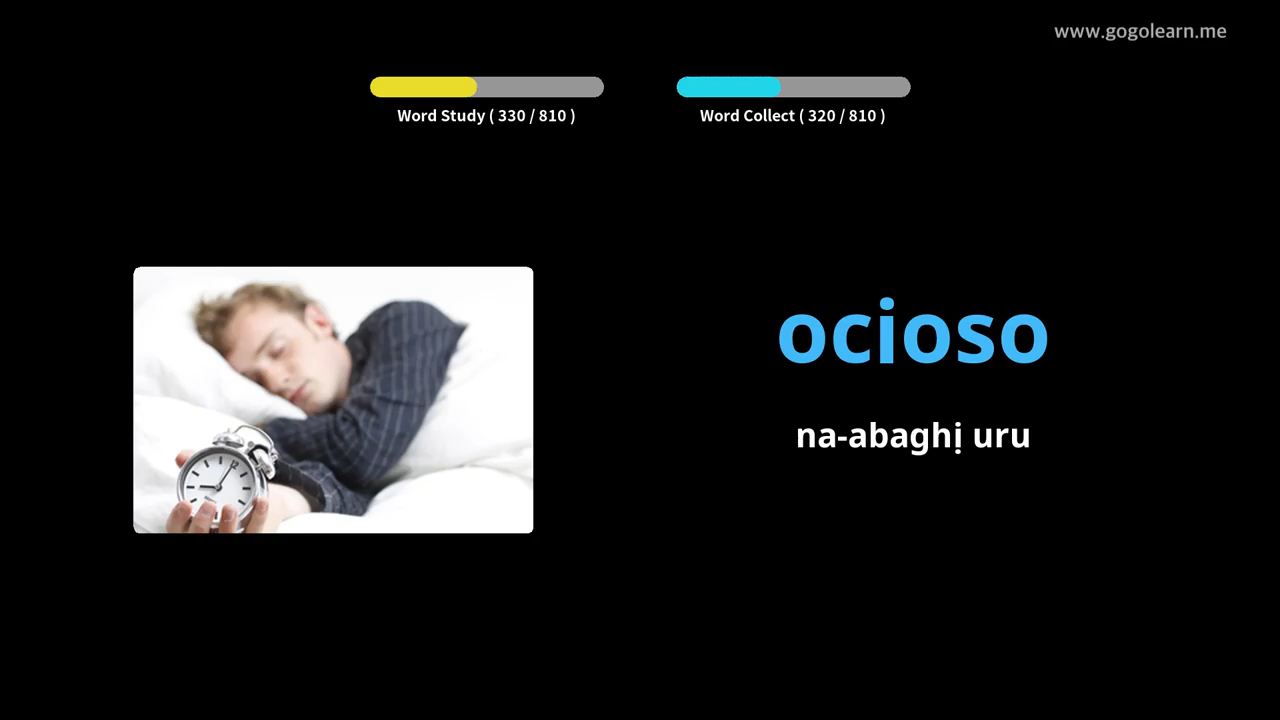 www.gogolearn.me
Word Study ( 330 / 810 )
Word Collect ( 320 / 810 )
ocioso
na-abaghị uru